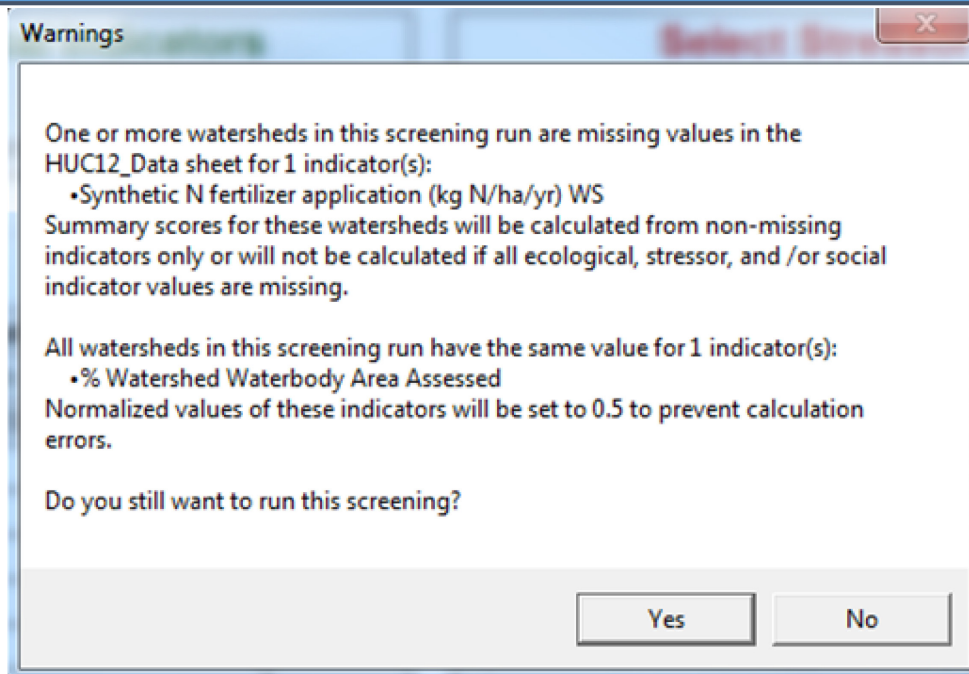 Warnings
Indicators
Select
One or more watersheds in this screening run are missing values in the
HUC12_Data sheet for 1 indicator(s):
•Synthetic N fertilizer application (kg N/ha/yr) WS
Summary scores for these watersheds will be calculated from non-missing
indicators only or will not be calculated if all ecological, stressor, and /or social
indicator values are missing.
All watersheds in this screening run have the same value for 1 indicator(s):
•% Watershed Waterbody Area Assessed
Normalized values of these indicators will be set to 0.5 to prevent calculation
errors.
Do you still want to run this screening?
Yes No